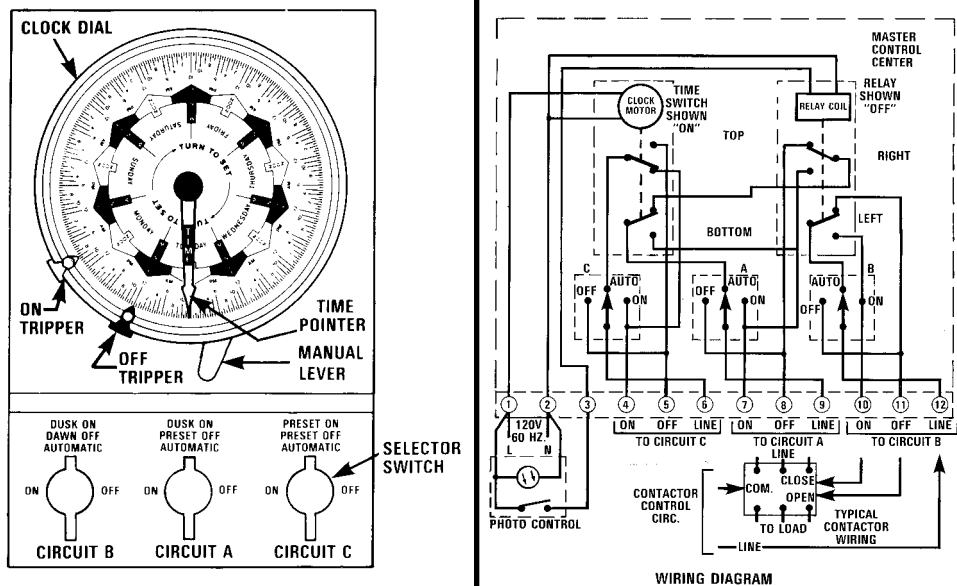 CLOCK DIAL
TURN TO SET
SATURDAY
FRIDAY
THURSDAY
WEDNESDAY
MONDAY
SUNDAY
ON
TRIPPER
OFF
TRIPPER
TIME
POINTER
MANUAL
LEVER
DUSK ON
DAWN OFF
AUTOMATIC
DUSK ON
PRESET OFF
AUTOMATIC
PRESET ON
PRESET OFF
AUTOMATIC
SELECTOR
SWITCH
ON OFF
ON OFF
ON OFF
CIRCUIT B
CIRCUIT A
CIRCUIT C
MASTER
CONTROL
CENTER
CLOCK
MOTOR
TIME
SWITCH
SHOWN
"ON"
RELAY COIL
RELAY
SHOWN
"OFF"
TOP
RIGHT
LEFT
BOTTOM
C
OFF AUTO ON
A
OFF AUTO ON
B
OFF AUTO ON
1 2 3 4 5 6 7 8 9 10 11 12
120V
60 HZ.
L N
ON OFF LINE
TO CIRCUIT C
ON OFF LINE
TO CIRCUIT A
ON OFF LINE
TO CIRCUIT B
PHOTO CONTROL
LINE
COM.
CLOSE
OPEN
TO LOAD
CONTACTOR
CONTROL
CIRC.
TYPICAL
CONTACTOR
WIRING
LINE
WIRING DIAGRAM